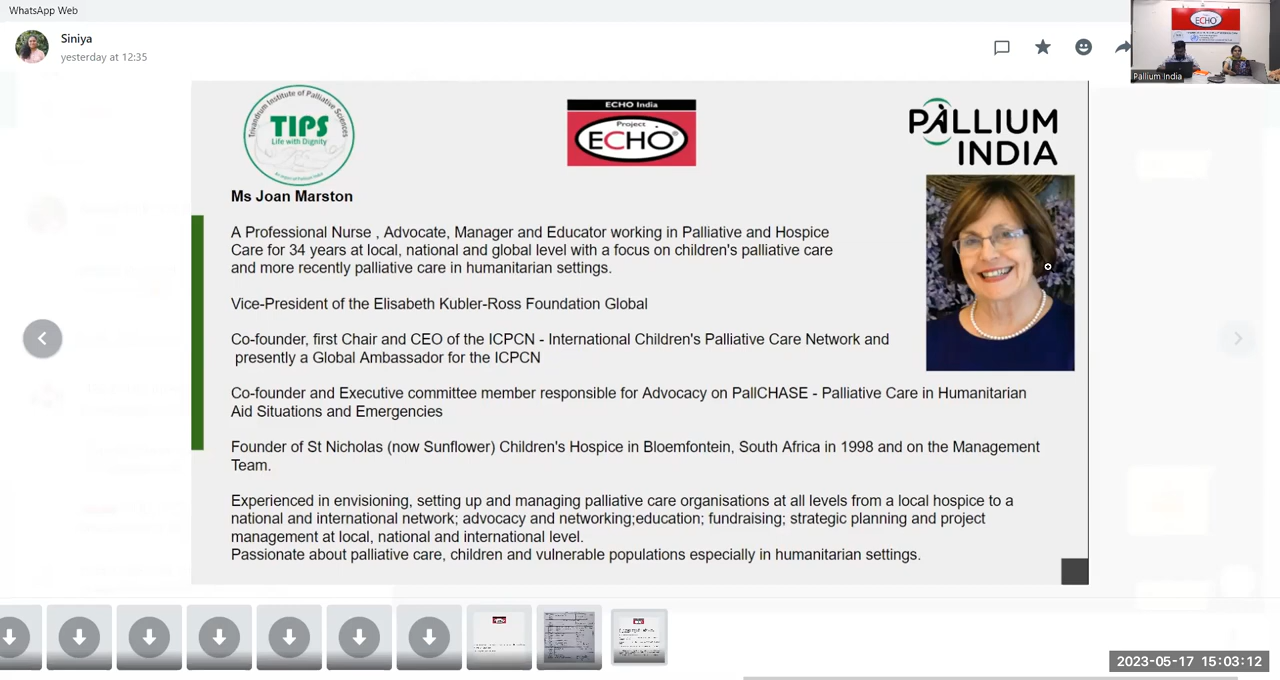 WhatsApp Web
Siniya
yesterday at 12:35
ECHO
Pallium India
Trivandrum Institute of Palliative Sciences
TIPS
Life with Dignity
ECHO India
Project
ECHO®
PALLIUM
INDIA
Ms Joan Marston
A Professional Nurse , Advocate, Manager and Educator working in Palliative and Hospice
Care for 34 years at local, national and global level with a focus on children's palliative care
and more recently palliative care in humanitarian settings.
Vice-President of the Elisabeth Kubler-Ross Foundation Global
Co-founder, first Chair and CEO of the ICPCN - International Children's Palliative Care Network and
presently a Global Ambassador for the ICPCN
Co-founder and Executive committee member responsible for Advocacy on PallCHASE - Palliative Care in Humanitarian
Aid Situations and Emergencies
Founder of St Nicholas (now Sunflower) Children's Hospice in Bloemfontein, South Africa in 1998 and on the Management
Team.
Experienced in envisioning, setting up and managing palliative care organisations at all levels from a local hospice to a
national and international network; advocacy and networking;education; fundraising; strategic planning and project
management at local, national and international level.
Passionate about palliative care, children and vulnerable populations especially in humanitarian settings.
2023-05-17 15:03:12